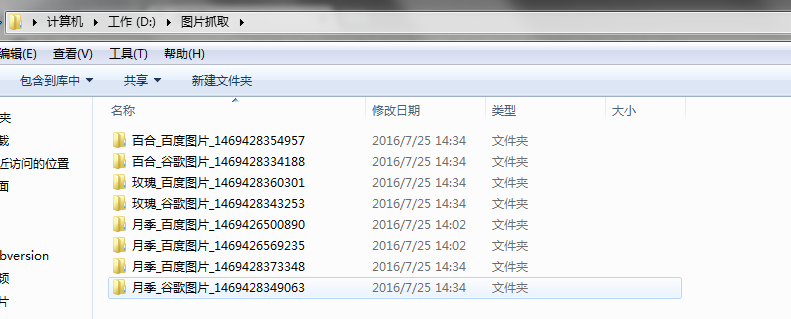 计算机 工作 (D:) 图片抓取
编辑(E) 查看(V) 工具(T) 帮助(H)
包含到库中 共享 新建文件夹
名称 修改日期 类型 大小
夹
载
近访问的位置
面
bversion
频
片
百合_百度图片_1469428354957 2016/7/25 14:34 文件夹
百合_谷歌图片_1469428334188 2016/7/25 14:34 文件夹
玫瑰_百度图片_1469428360301 2016/7/25 14:34 文件夹
玫瑰_谷歌图片_1469428343253 2016/7/25 14:34 文件夹
月季_百度图片_1469426500890 2016/7/25 14:02 文件夹
月季_百度图片_1469426569235 2016/7/25 14:02 文件夹
月季_百度图片_1469428373348 2016/7/25 14:34 文件夹
月季_谷歌图片_1469428349063 2016/7/25 14:34 文件夹